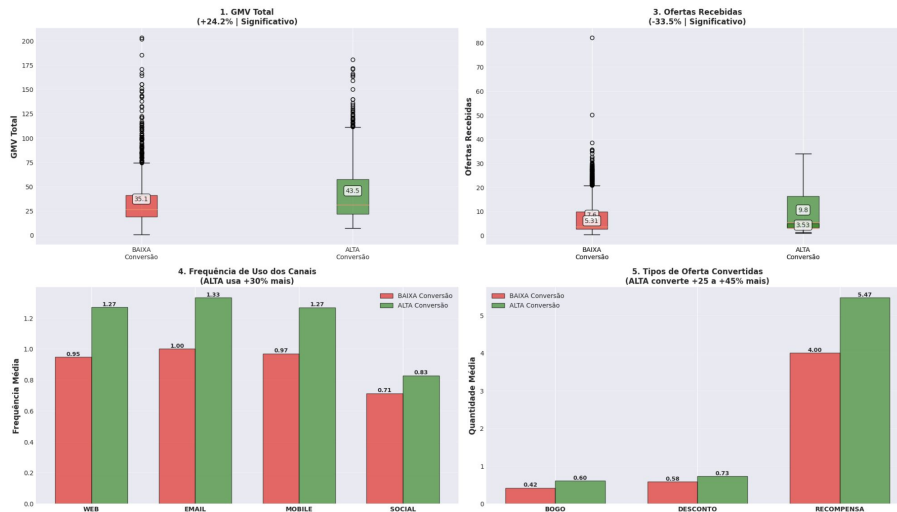 1. GMV Total
(+24.2% | Significativo)
GMV Total
200
175
150
125
100
75
50
25
0
35.1
43.5
BAIXA
Conversão
ALTA
Conversão
3. Ofertas Recebidas
(-33.5% | Significativo)
Ofertas Recebidas
80
70
60
50
40
30
20
10
0
7.6
5.31
9.8
3.53
BAIXA
Conversão
ALTA
Conversão
4. Frequência de Uso dos Canais
(ALTA usa +30% mais)
Frequência Média
1.2
1.0
0.8
0.6
0.4
0.2
0.0
BAIXA Conversão
ALTA Conversão
0.95
1.27
1.00
1.33
0.97
1.27
0.71
0.83
WEB
EMAIL
MOBILE
SOCIAL
5. Tipos de Oferta Convertidas
(ALTA converte +25 a +45% mais)
Quantidade Média
5
4
3
2
1
0
BAIXA Conversão
ALTA Conversão
0.42
0.60
0.58
0.73
4.00
5.47
BOGO
DESCONTO
RECOMPENSA